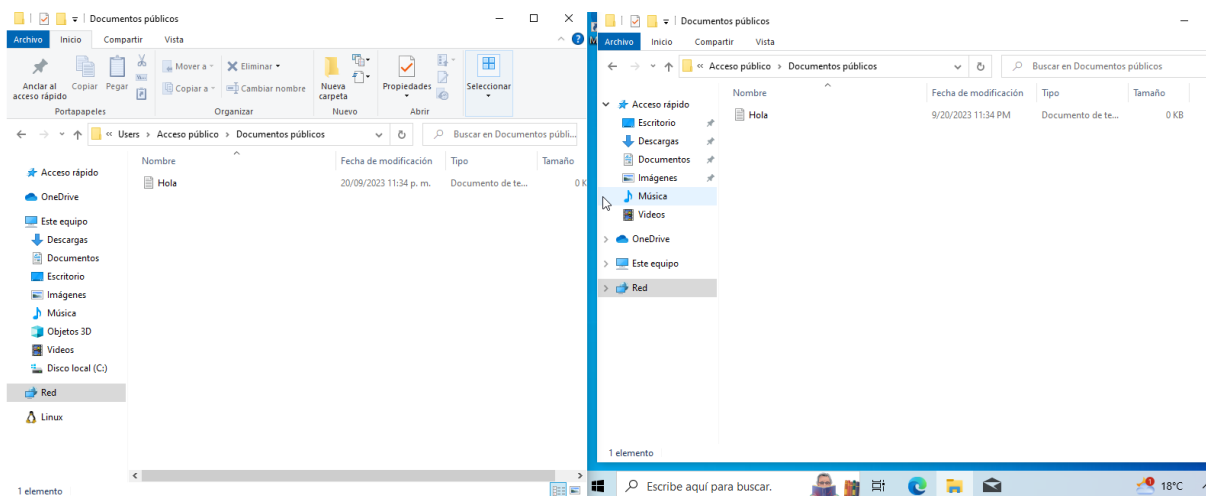 Documentos públicos
Archivo Inicio Compartir Vista
Anclar al acceso rápido
Copiar
Pegar
Mover a
Copiar a
Eliminar
Cambiar nombre
Nueva carpeta
Propiedades
Seleccionar
Portapapeles Organizar Nuevo Abrir
« Users > Acceso público > Documentos públicos
Buscar en Documentos públi...
Nombre Fecha de modificación Tipo Tamaño
Hola 20/09/2023 11:34 p. m. Documento de te... 0 K
Acceso rápido
OneDrive
Este equipo
Descargas
Documentos
Escritorio
Imágenes
Música
Objetos 3D
Videos
Disco local (C:)
Red
Linux
1 elemento
Documentos públicos
Archivo Inicio Compartir Vista
« Acceso público > Documentos públicos
Buscar en Documentos públicos
Nombre Fecha de modificación Tipo Tamaño
Hola 9/20/2023 11:34 PM Documento de te... 0 KB
Acceso rápido
Escritorio
Descargas
Documentos
Imágenes
Música
Videos
OneDrive
Este equipo
Red
1 elemento
Escribe aquí para buscar.
18°C